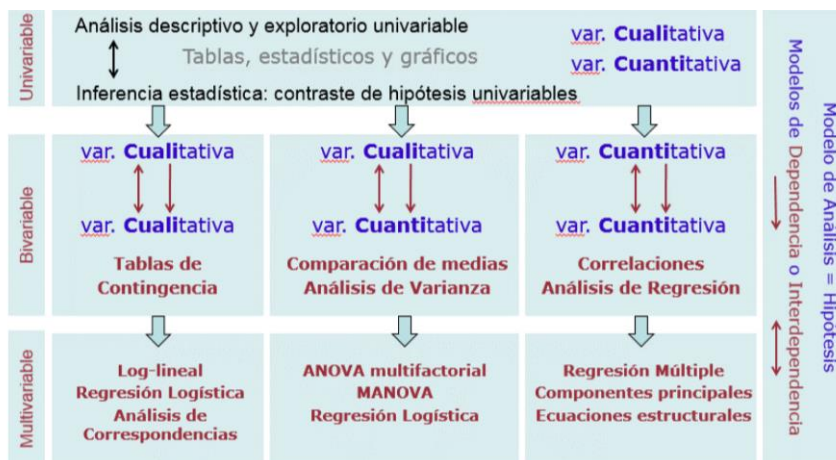 Univariable
Análisis descriptivo y exploratorio univariable
Tablas, estadísticos y gráficos
Inferencia estadística: contraste de hipótesis univariables
var. Cualitativa
var. Cuantitativa
Bivariable
var. Cualitativa
var. Cualitativa
Tablas de
Contingencia
var. Cualitativa
var. Cuantitativa
Comparación de medias
Análisis de Varianza
var. Cuantitativa
var. Cuantitativa
Correlaciones
Análisis de Regresión
Multivariable
Log-lineal
Regresión Logística
Análisis de
Correspondencias
ANOVA multifactorial
MANOVA
Regresión Logística
Regresión Múltiple
Componentes principales
Ecuaciones estructurales
Modelo de Análisis = Hipótesis
Modelos de Dependencia o Interdependencia